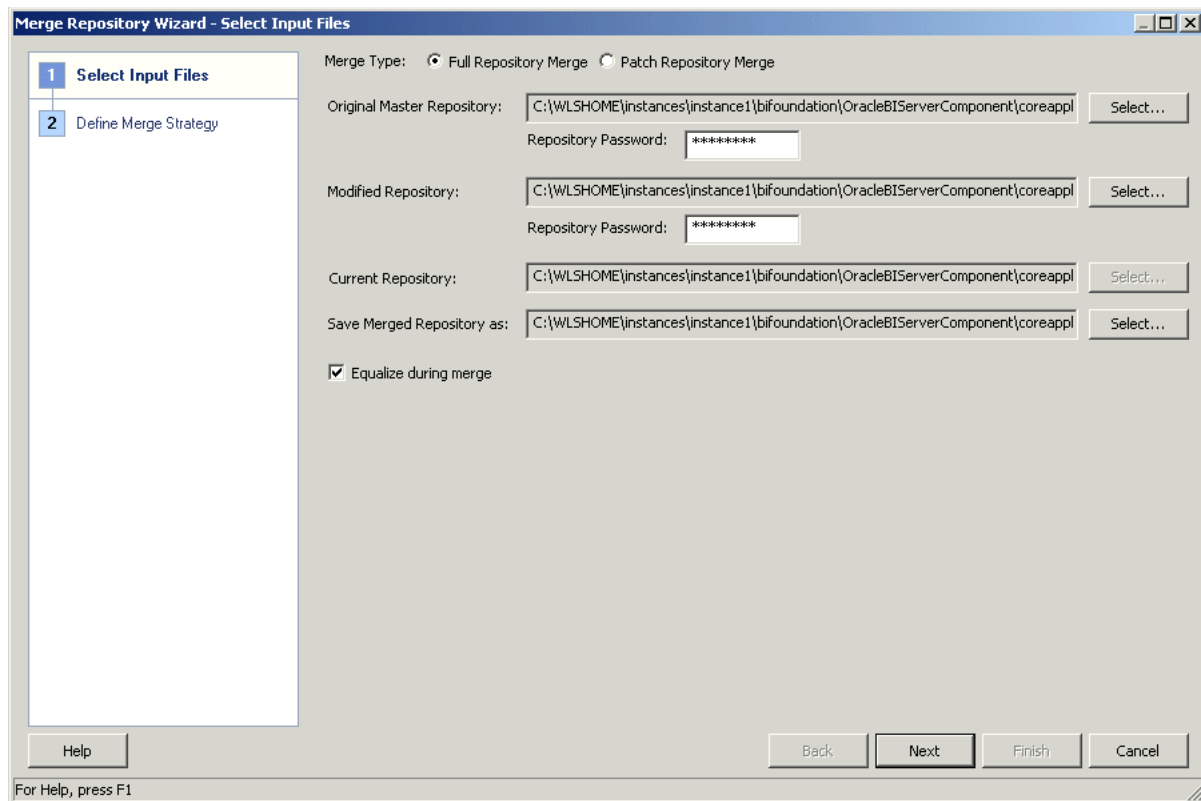 Merge Repository Wizard - Select Input Files
1 Select Input Files
2 Define Merge Strategy
Merge Type: Full Repository Merge Patch Repository Merge
Original Master Repository: C:\WLSHOME\instances\instance1\bifoundation\OracleBIServerComponent\coreappl Select...
Repository Password: ********
Modified Repository: C:\WLSHOME\instances\instance1\bifoundation\OracleBIServerComponent\coreappl Select...
Repository Password: ********
Current Repository: C:\WLSHOME\instances\instance1\bifoundation\OracleBIServerComponent\coreappl Select...
Save Merged Repository as: C:\WLSHOME\instances\instance1\bifoundation\OracleBIServerComponent\coreappl Select...
Equalize during merge
Help Back Next Finish Cancel
For Help, press F1